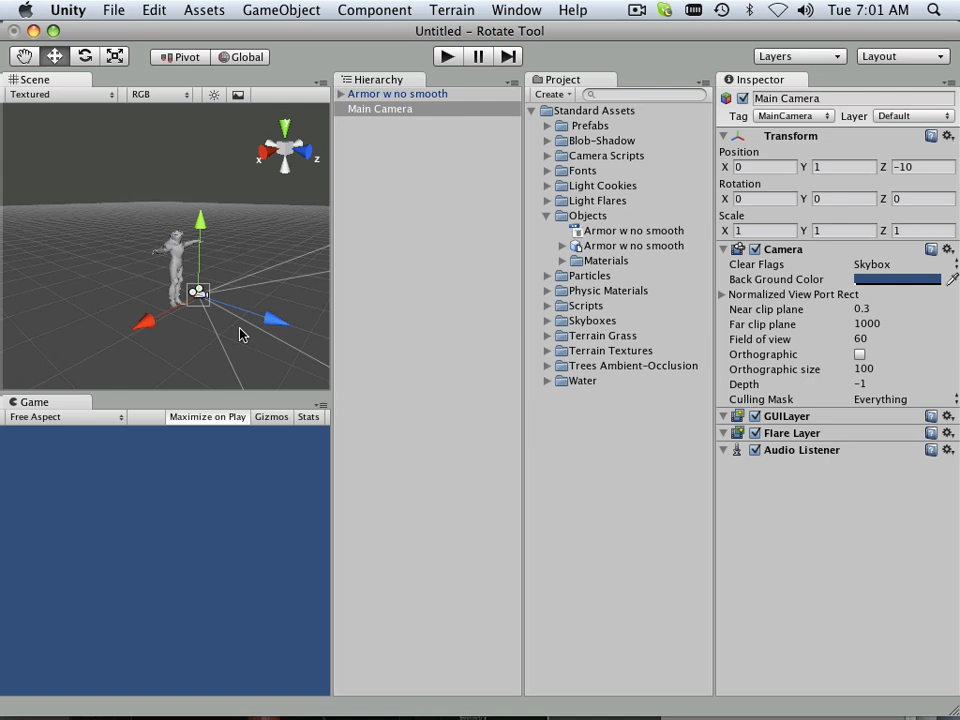 Unity File Edit Assets GameObject Component Terrain Window Help Tue 7:01 AM
Untitled - Rotate Tool
Pivot Global Layers Layout
Scene
Textured RGB
x z
Game
Free Aspect Maximize on Play Gizmos Stats
Hierarchy
Armor w no smooth
Main Camera
Project
Create
Standard Assets
Prefabs
Blob-Shadow
Camera Scripts
Fonts
Light Cookies
Light Flares
Objects
Armor w no smooth
Armor w no smooth
Materials
Particles
Physic Materials
Scripts
Skyboxes
Terrain Grass
Terrain Textures
Trees Ambient-Occlusion
Water
Inspector
Main Camera
Tag MainCamera Layer Default
Transform
Position
X 0 Y 1 Z -10
Rotation
X 0 Y 0 Z 0
Scale
X 1 Y 1 Z 1
Camera
Clear Flags Skybox
Back Ground Color
Normalized View Port Rect
Near clip plane 0.3
Far clip plane 1000
Field of view 60
Orthographic
Orthographic size 100
Depth -1
Culling Mask Everything
GUILayer
Flare Layer
Audio Listener